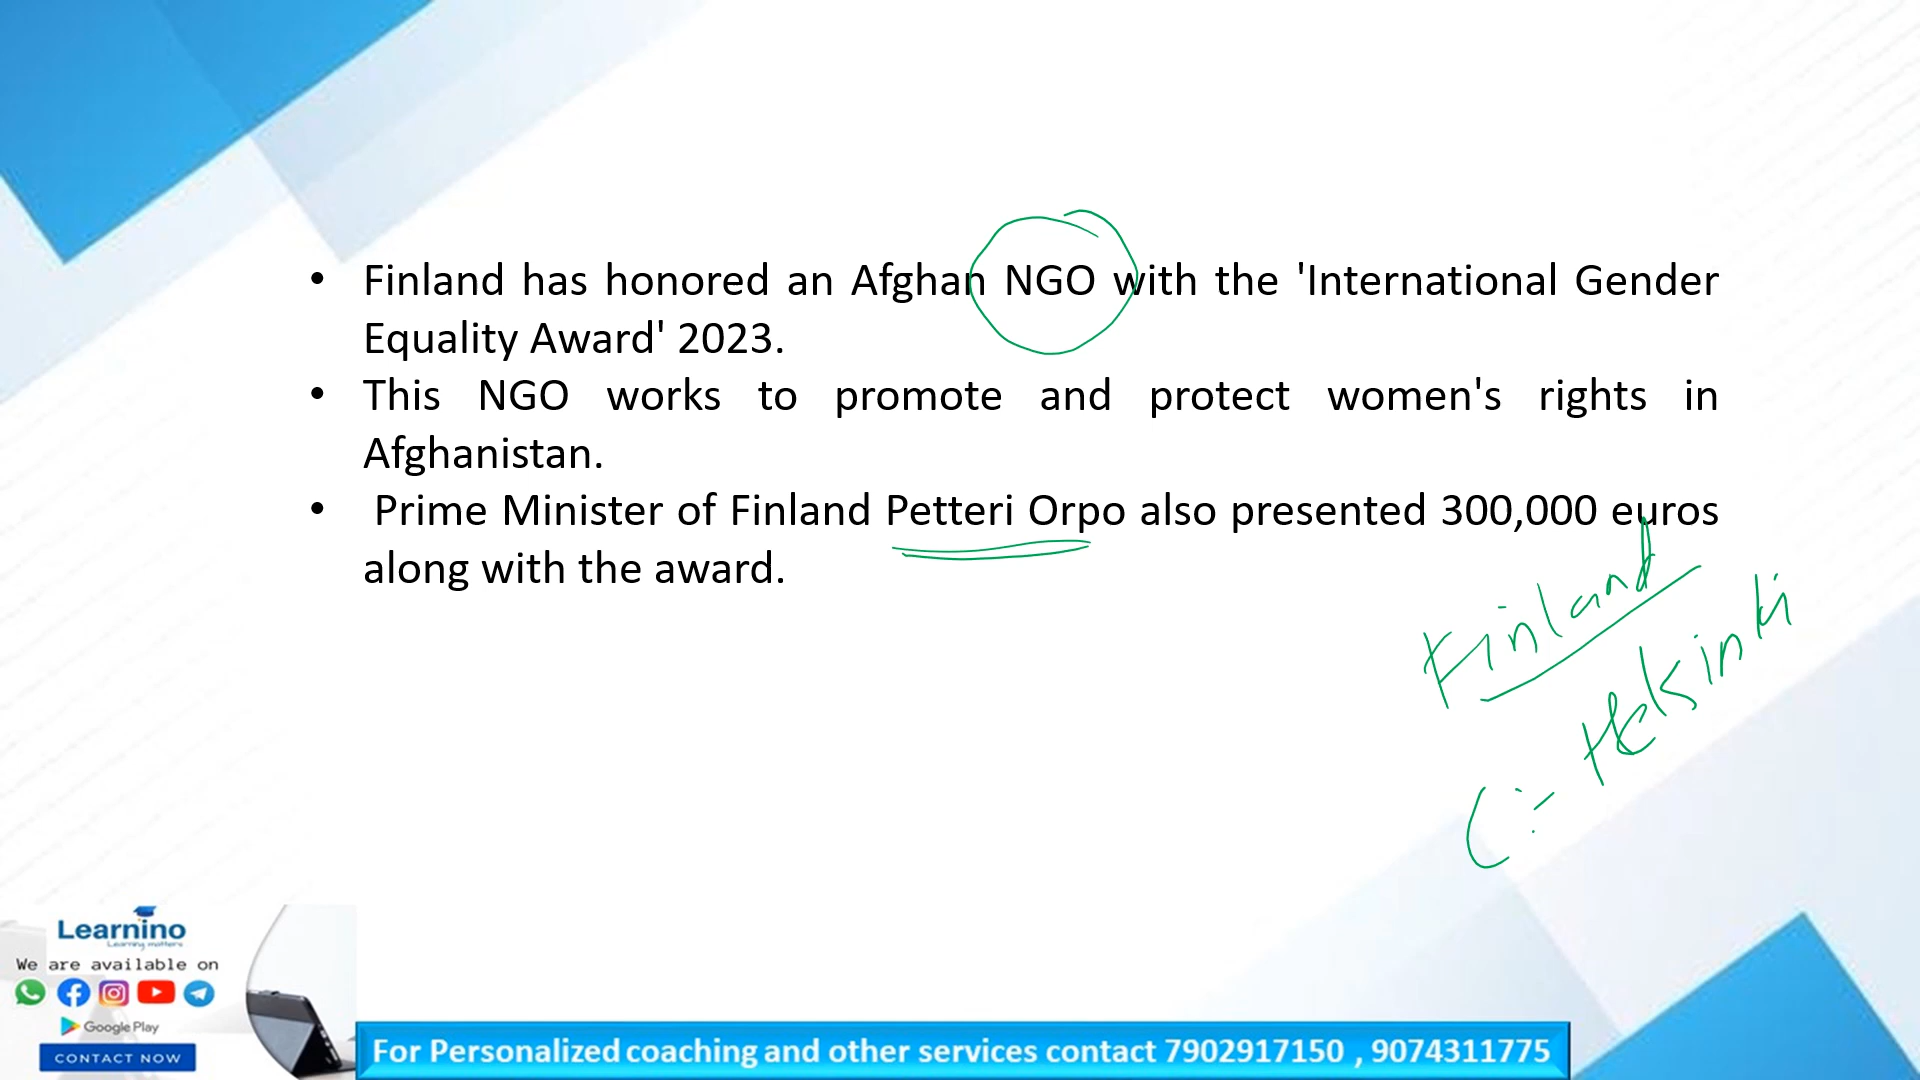 • Finland has honored an Afghan NGO with the 'International Gender
Equality Award' 2023.
• This NGO works to promote and protect women's rights in
Afghanistan.
• Prime Minister of Finland Petteri Orpo also presented 300,000 euros
along with the award.
Finland
C:- Helsinki
Learnino
Learning matters
We are available on
Google Play
CONTACT NOW
For Personalized coaching and other services contact 7902917150 , 9074311775